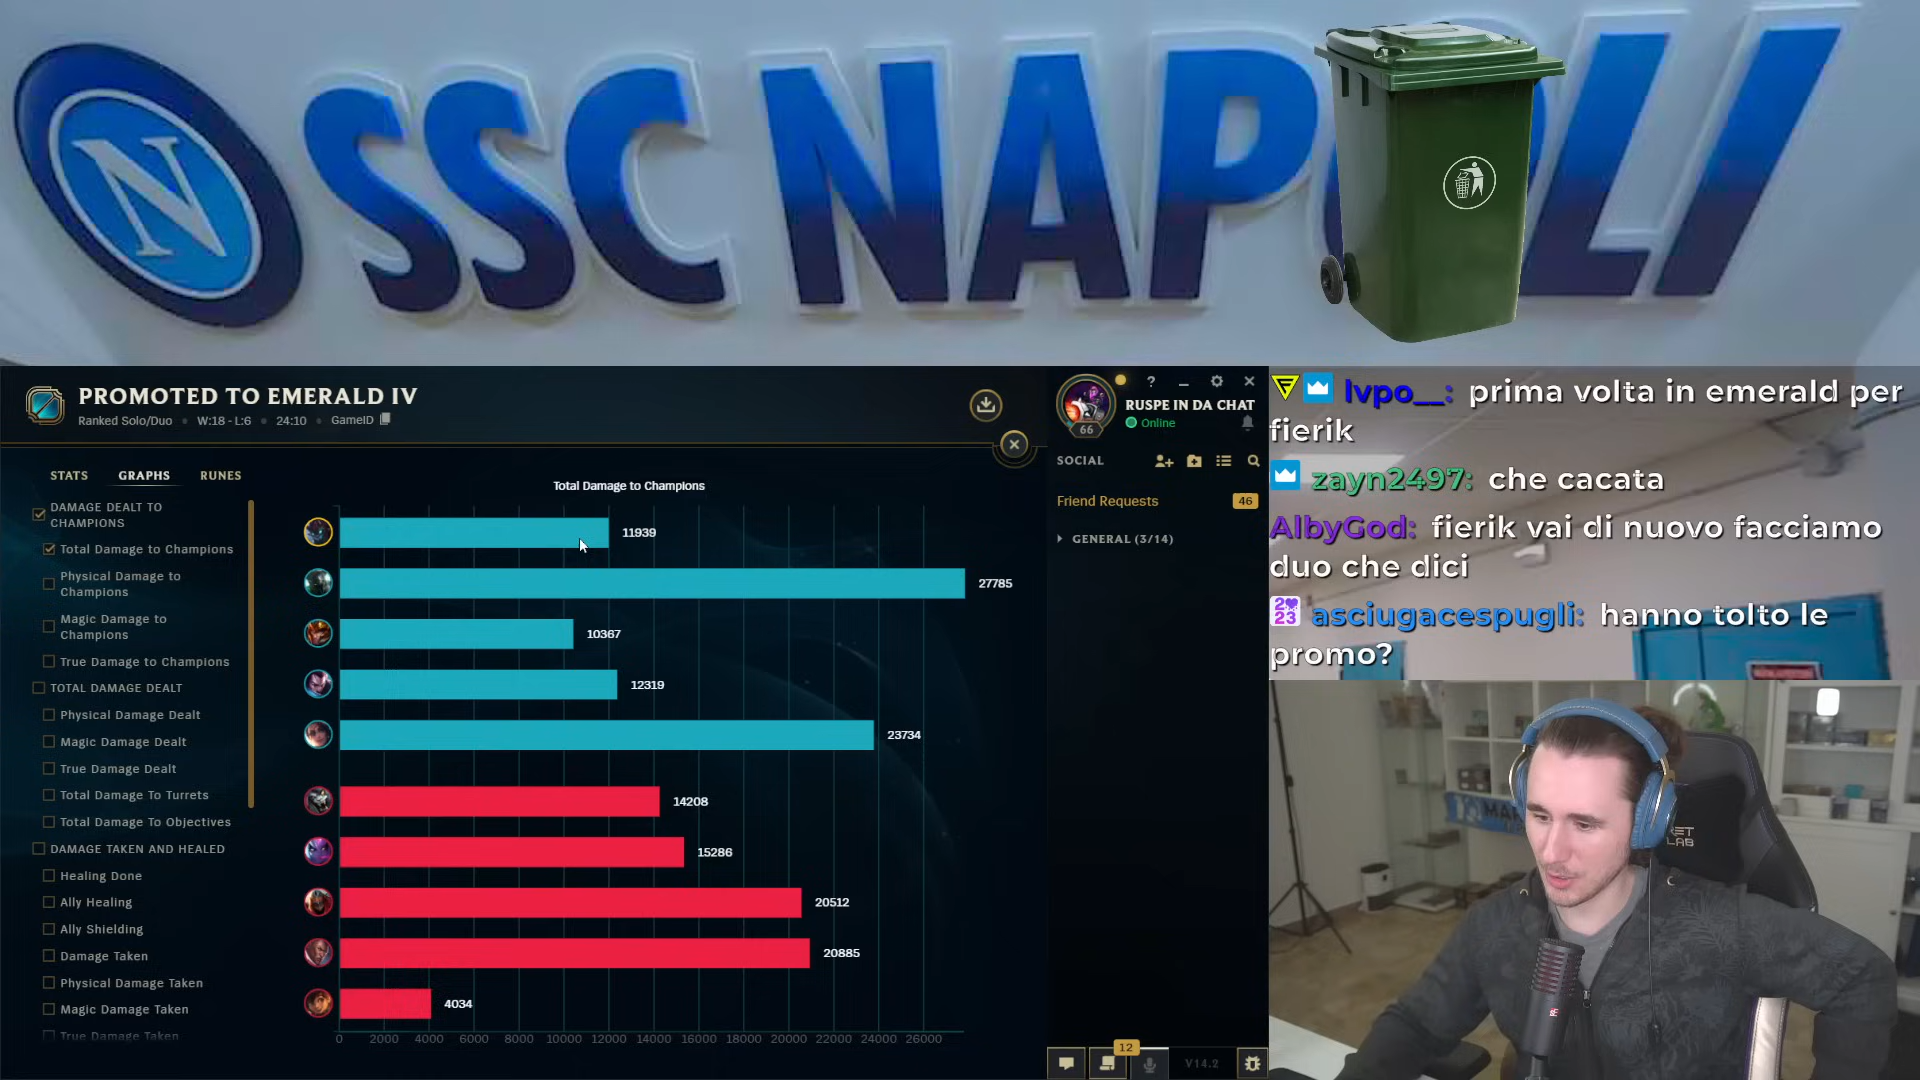 N SSC NAPOLI
PROMOTED TO EMERALD IV
Ranked Solo/Duo • W:18 - L:6 • 24:10 • GameID
STATS GRAPHS RUNES
DAMAGE DEALT TO
CHAMPIONS
Total Damage to Champions
Physical Damage to
Champions
Magic Damage to
Champions
True Damage to Champions
TOTAL DAMAGE DEALT
Physical Damage Dealt
Magic Damage Dealt
True Damage Dealt
Total Damage To Turrets
Total Damage To Objectives
DAMAGE TAKEN AND HEALED
Healing Done
Ally Healing
Ally Shielding
Damage Taken
Physical Damage Taken
Magic Damage Taken
True Damage Taken
Total Damage to Champions
11939
27785
10367
12319
23734
14208
15286
20512
20885
4034
0 2000 4000 6000 8000 10000 12000 14000 16000 18000 20000 22000 24000 26000
?
66
RUSPE IN DA CHAT
Online
SOCIAL
Friend Requests 46
GENERAL (3/14)
12
V14.2
lvpo__: prima volta in emerald per
fierik
zayn2497: che cacata
AlbyGod: fierik vai di nuovo facciamo
duo che dici
2023 asciugacespugli: hanno tolto le
promo?